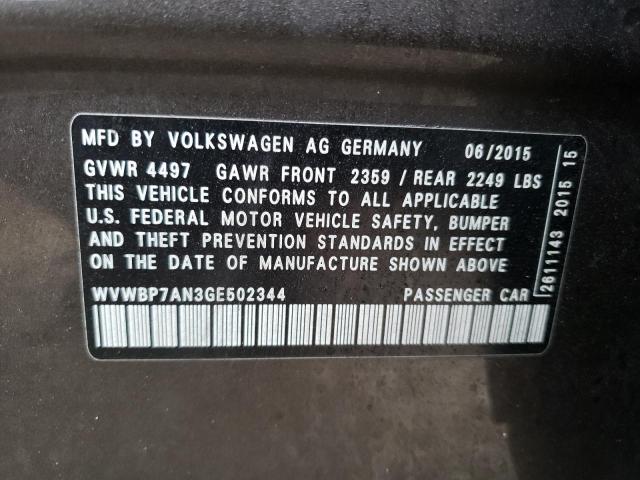 MFD BY VOLKSWAGEN AG GERMANY 06/2015
GVWR 4497 GAWR FRONT 2359 / REAR 2249 LBS
THIS VEHICLE CONFORMS TO ALL APPLICABLE
U.S. FEDERAL MOTOR VEHICLE SAFETY, BUMPER
AND THEFT PREVENTION STANDARDS IN EFFECT
ON THE DATE OF MANUFACTURE SHOWN ABOVE
WVWBP7AN3GE502344 PASSENGER CAR
2611143 2015 15